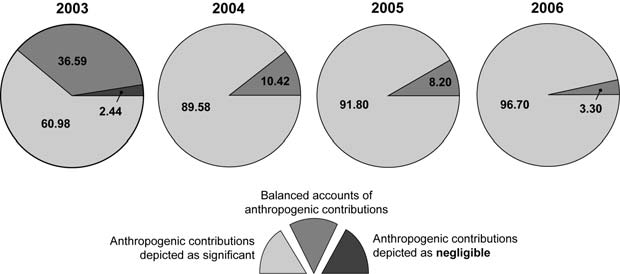 2003
2004
2005
2006
36.59
2.44
60.98
10.42
89.58
8.20
91.80
3.30
96.70
Balanced accounts of
anthropogenic contributions
Anthropogenic contributions
depicted as significant
Anthropogenic contributions
depicted as negligible